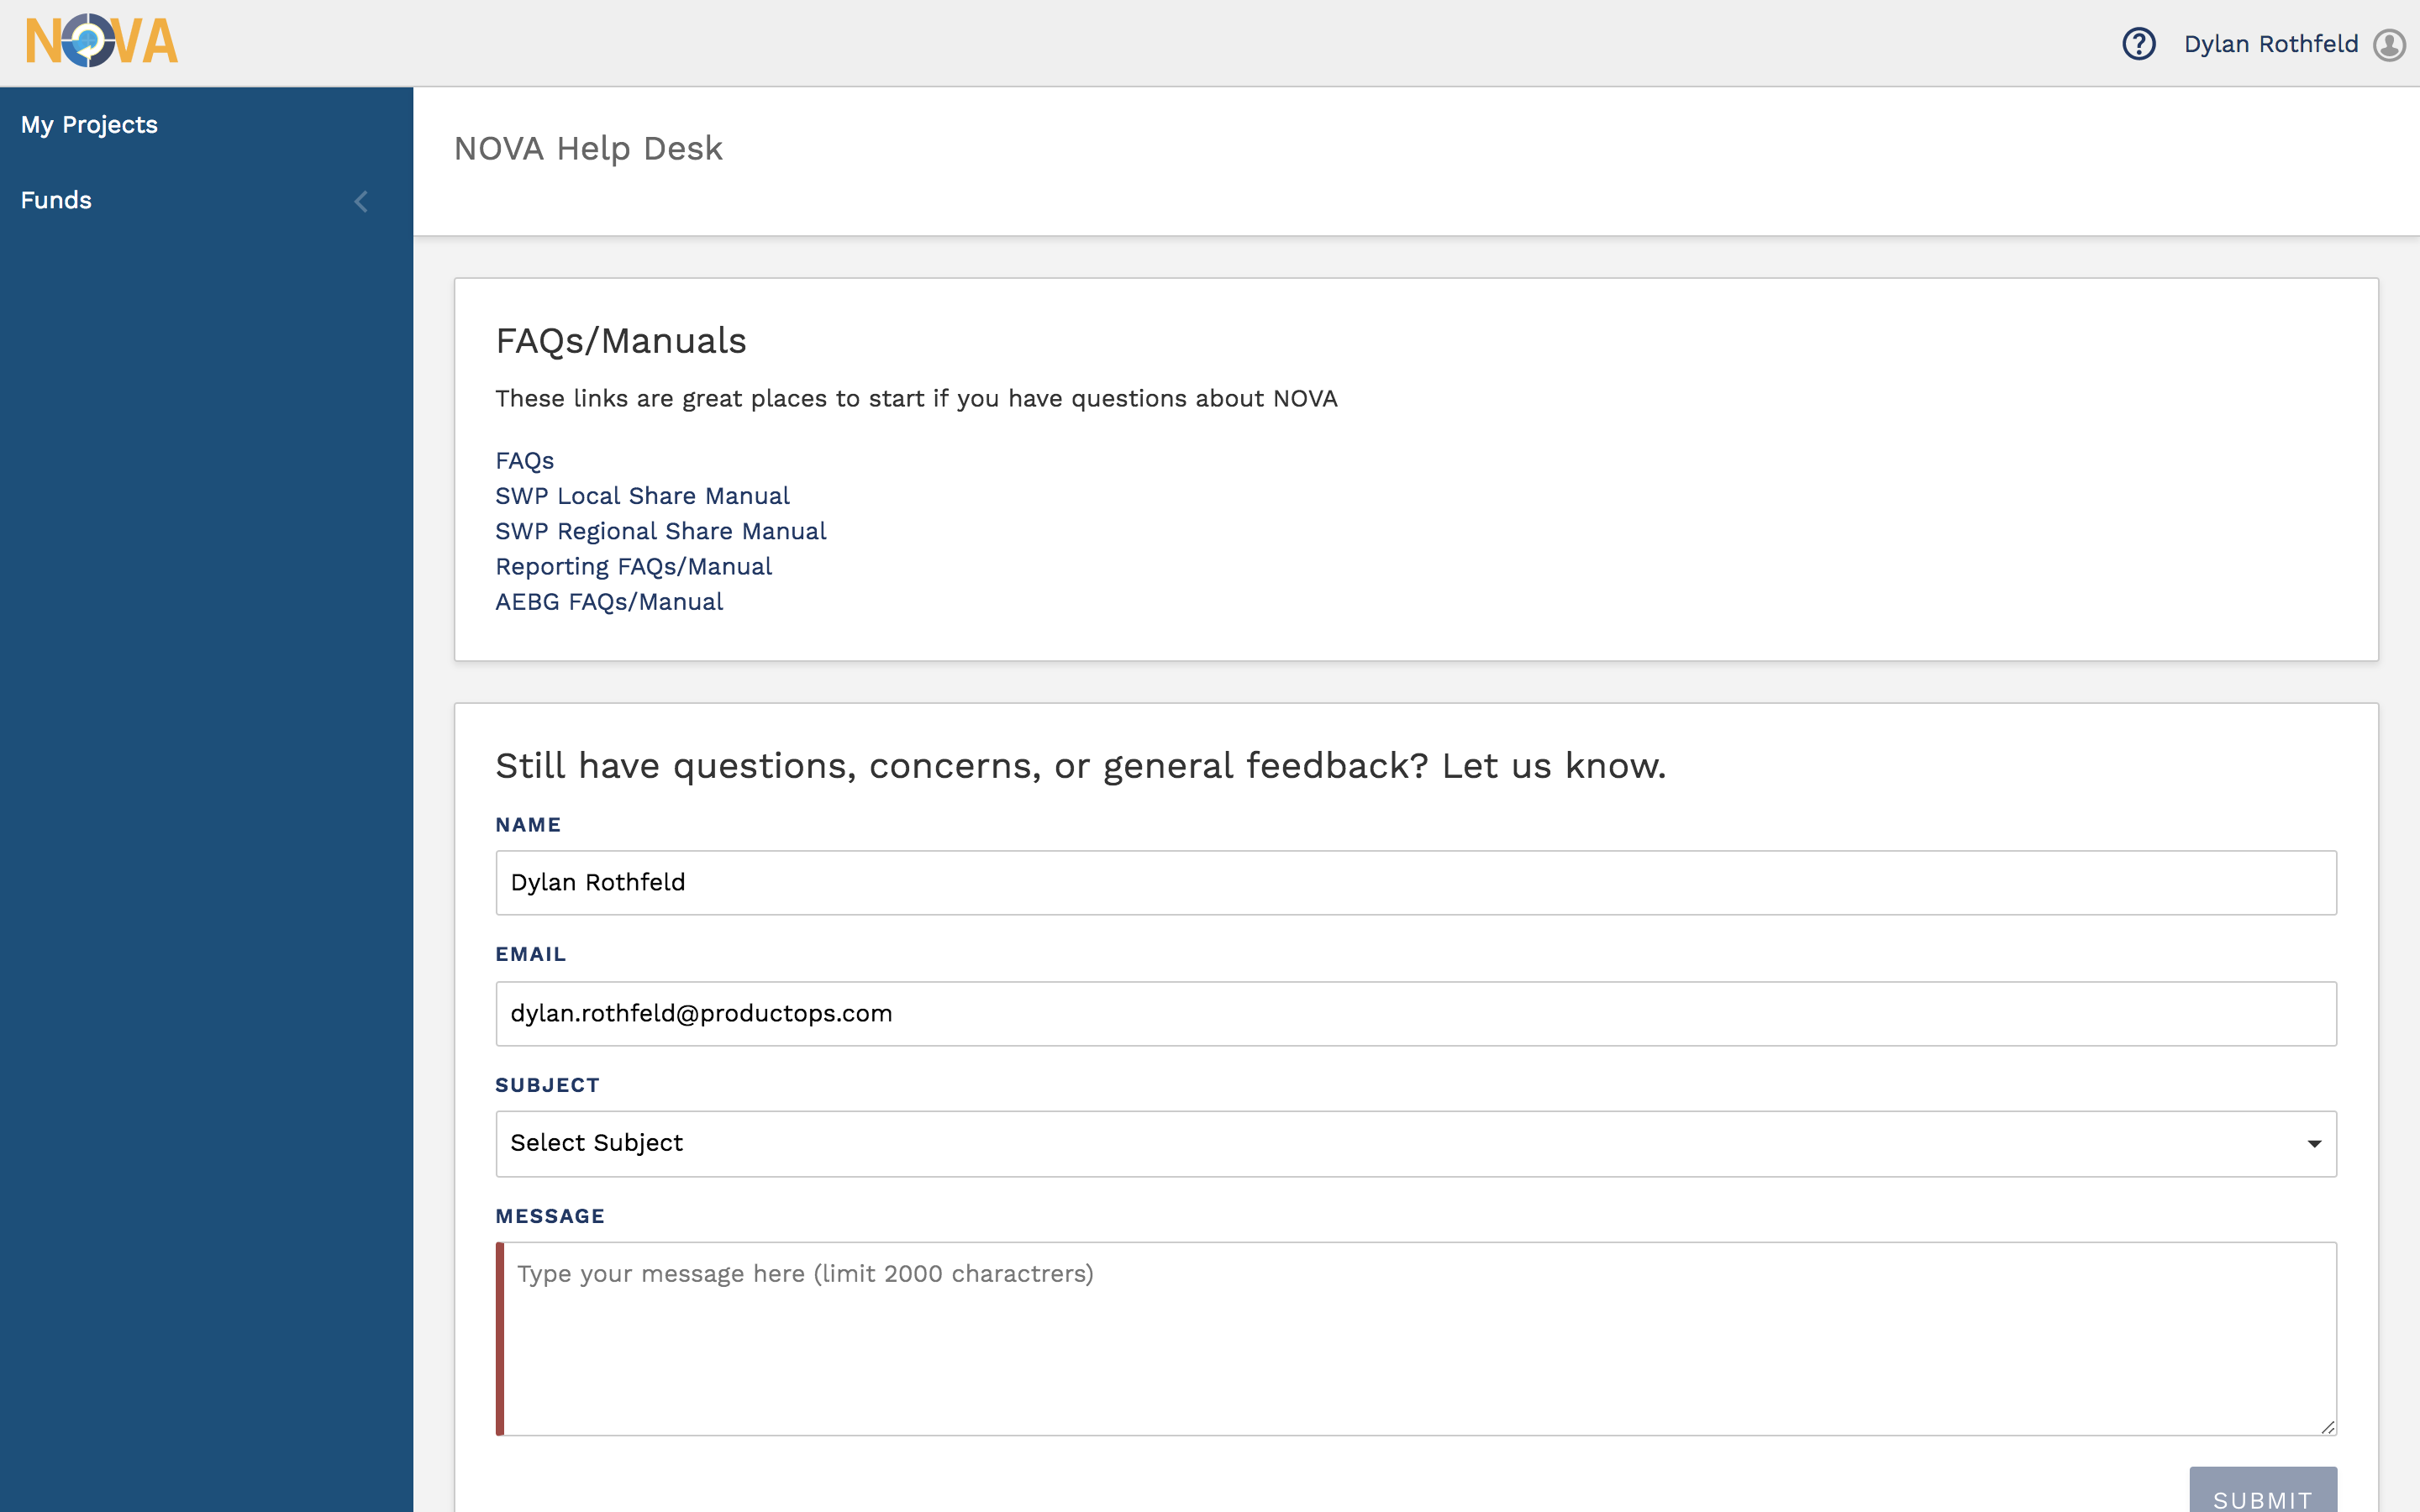 NOVA
Dylan Rothfeld
My Projects
Funds
NOVA Help Desk
FAQs/Manuals
These links are great places to start if you have questions about NOVA
FAQs
SWP Local Share Manual
SWP Regional Share Manual
Reporting FAQs/Manual
AEBG FAQs/Manual
Still have questions, concerns, or general feedback? Let us know.
NAME
Dylan Rothfeld
EMAIL
dylan.rothfeld@productops.com
SUBJECT
Select Subject
MESSAGE
Type your message here (limit 2000 charactrers)
SUBMIT